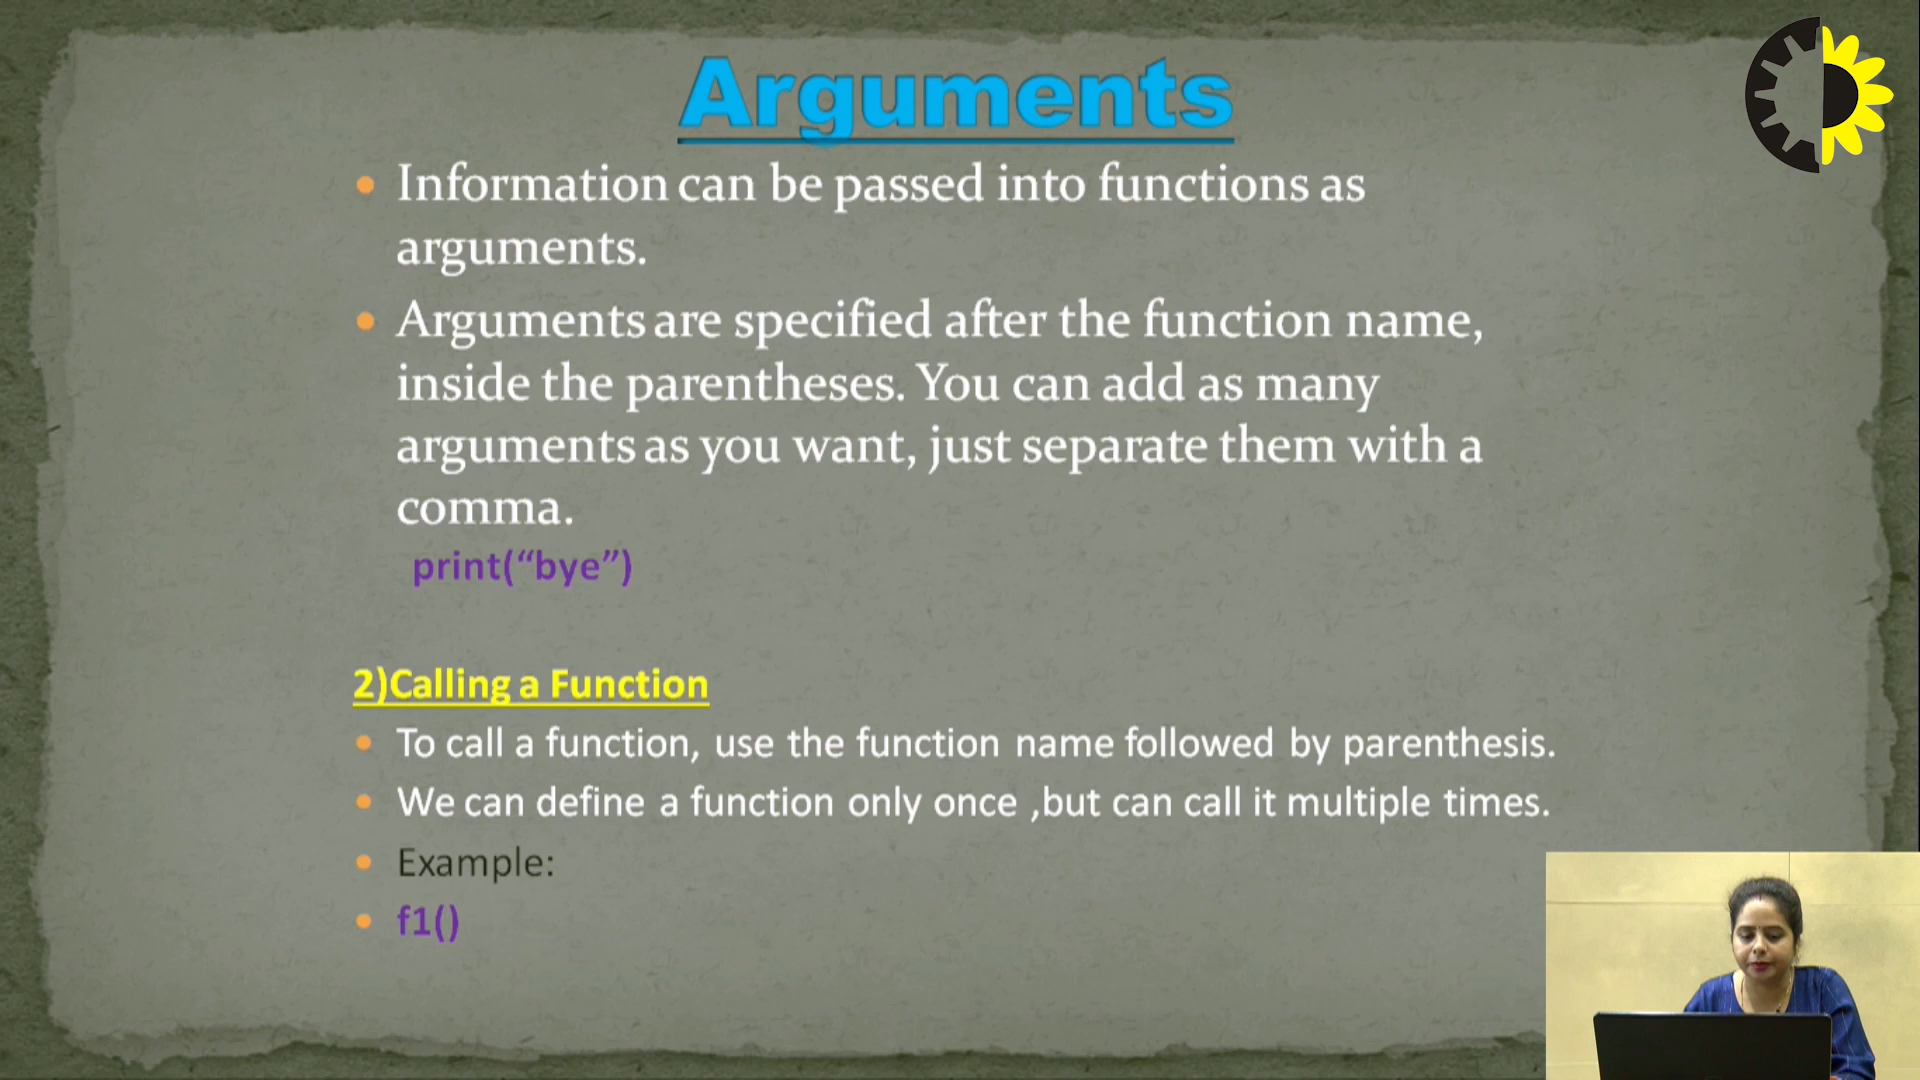 Arguments
• Information can be passed into functions as
arguments.
• Arguments are specified after the function name,
inside the parentheses. You can add as many
arguments as you want, just separate them with a
comma.
print(“bye”)
2)Calling a Function
• To call a function, use the function name followed by parenthesis.
• We can define a function only once ,but can call it multiple times.
• Example:
• f1()